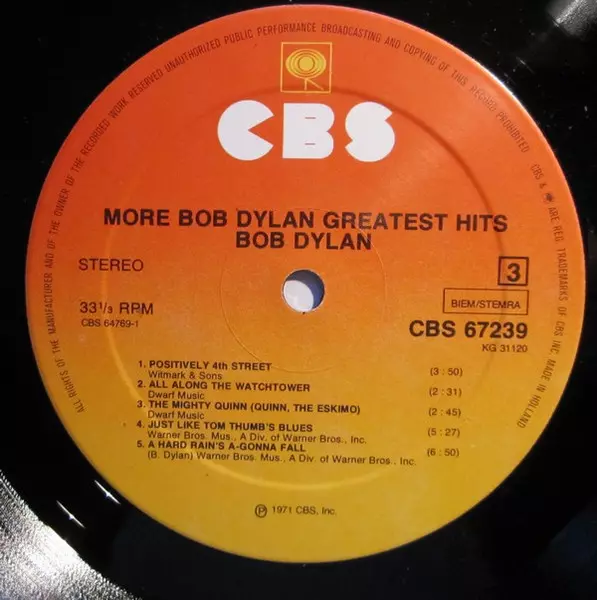 ALL RIGHTS OF THE MANUFACTURER AND OF THE OWNER OF THE RECORDED WORK RESERVED UNAUTHORIZED PUBLIC PERFORMANCE BROADCASTING AND COPYING OF THIS RECORD PROHIBITED
CBS & ARE REG. TRADEMARKS OF CBS INC. MADE IN HOLLAND
CBS
MORE BOB DYLAN GREATEST HITS
BOB DYLAN
STEREO
3
33⅓ RPM
BIEM/STEMRA
CBS 64769-1
CBS 67239
KG 31120
1. POSITIVELY 4th STREET (3 : 50)
Witmark & Sons
2. ALL ALONG THE WATCHTOWER (2 : 31)
Dwarf Music
3. THE MIGHTY QUINN (QUINN, THE ESKIMO) (2 : 45)
Dwarf Music
4. JUST LIKE TOM THUMB'S BLUES (5 : 27)
Warner Bros. Mus., A Div. of Warner Bros., Inc.
5. A HARD RAIN'S A-GONNA FALL (6 : 50)
(B. Dylan) Warner Bros. Mus., A Div. of Warner Bros., Inc.
℗ 1971 CBS, Inc.